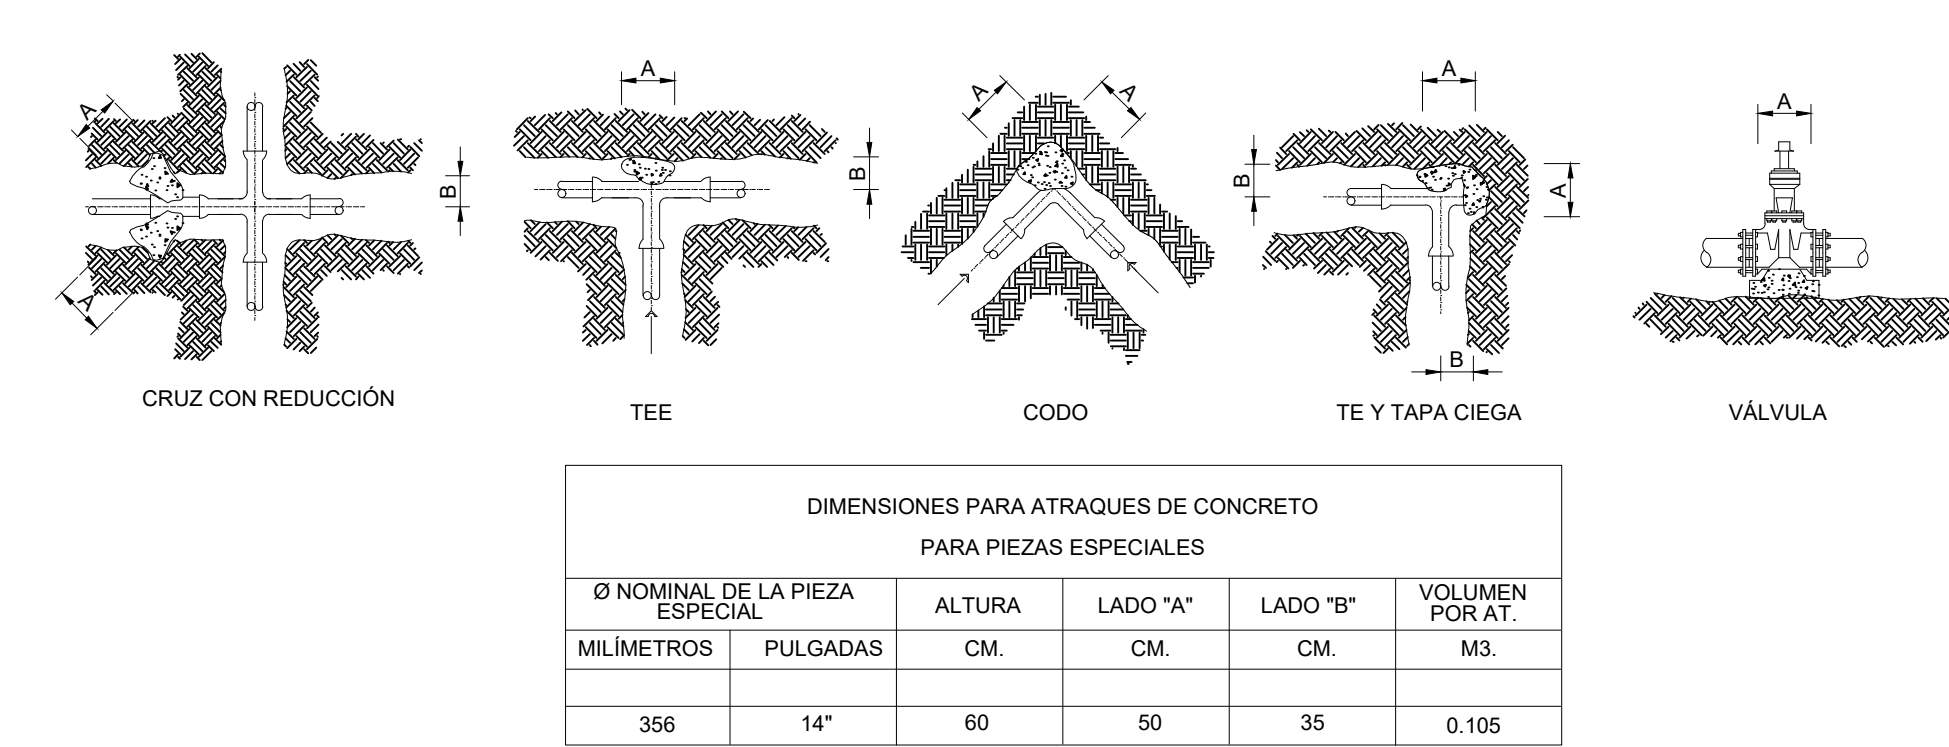 A
A
B
CRUZ CON REDUCCIÓN
A
B
TEE
A
A
CODO
A
B
A
B
TE Y TAPA CIEGA
A
VÁLVULA
DIMENSIONES PARA ATRAQUES DE CONCRETO
PARA PIEZAS ESPECIALES
Ø NOMINAL DE LA PIEZA
ESPECIAL
ALTURA
LADO "A"
LADO "B"
VOLUMEN
POR AT.
MILÍMETROS PULGADAS CM. CM. CM. M3.
356 14" 60 50 35 0.105